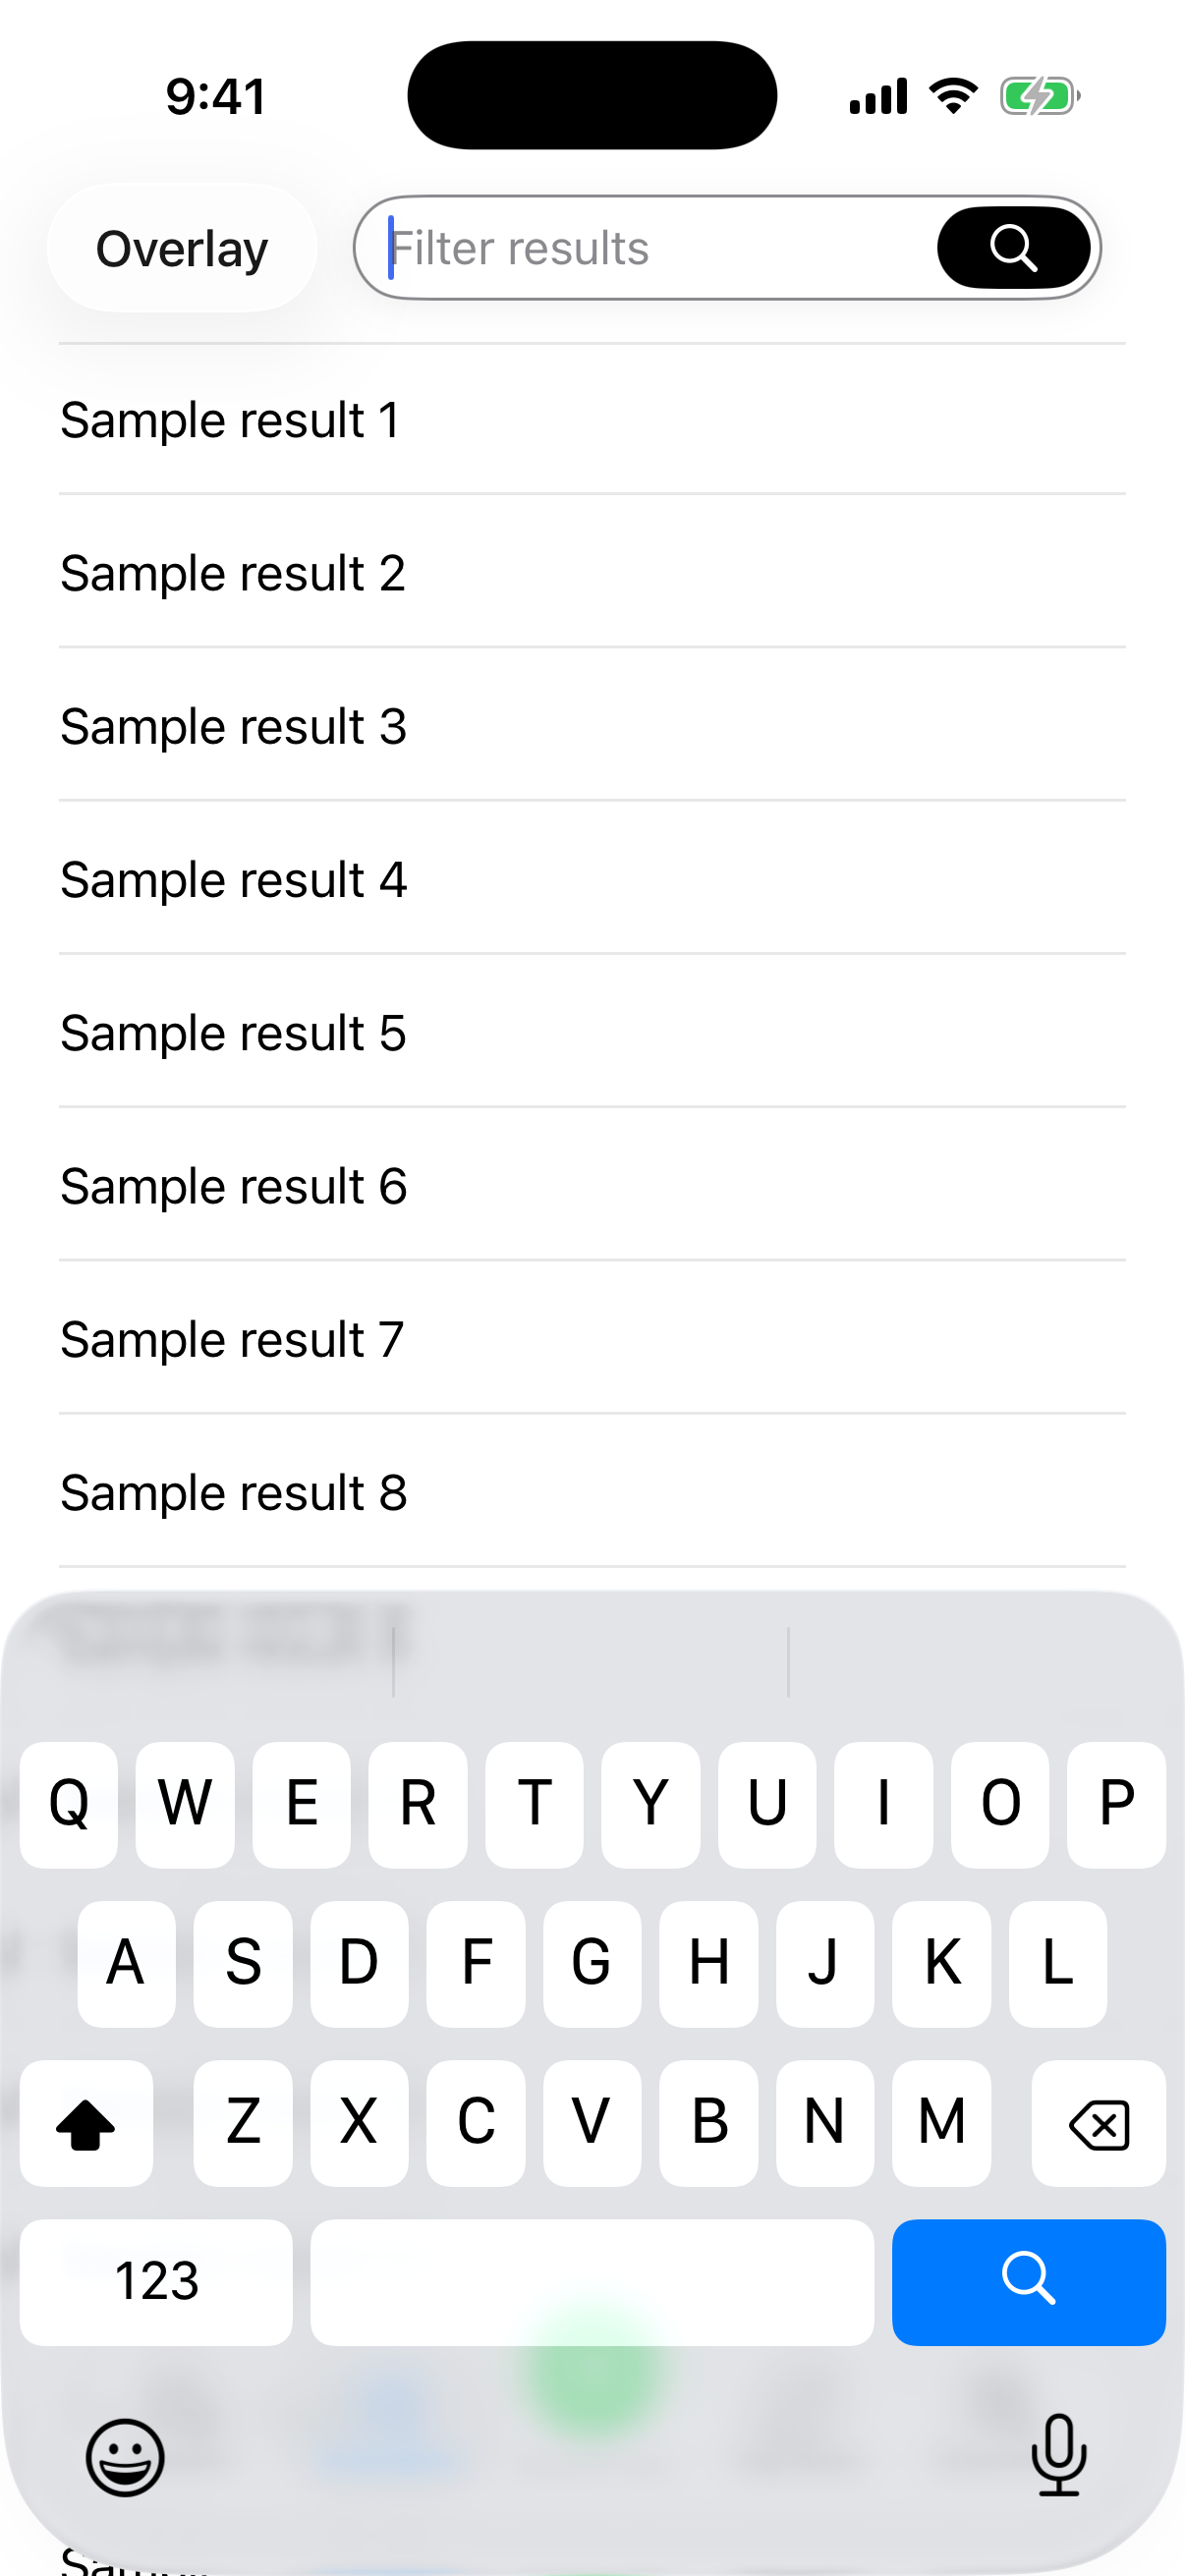 9:41
Overlay
Filter results
Sample result 1
Sample result 2
Sample result 3
Sample result 4
Sample result 5
Sample result 6
Sample result 7
Sample result 8
Q W E R T Y U I O P
A S D F G H J K L
Z X C V B N M
123